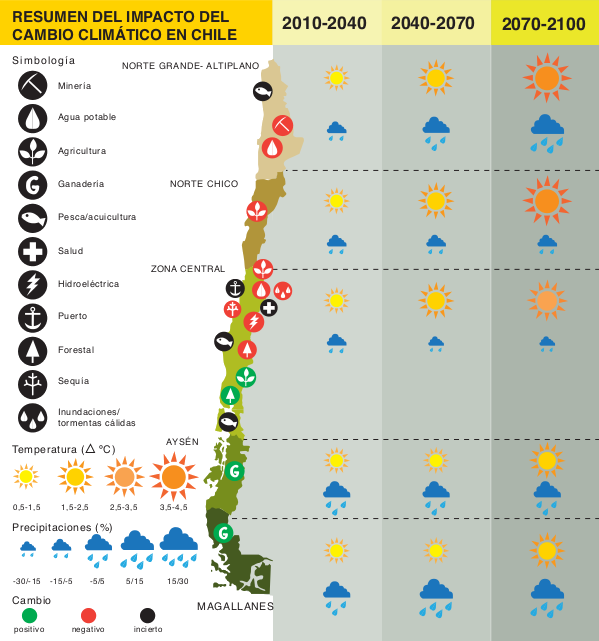 RESUMEN DEL IMPACTO DEL
CAMBIO CLIMÁTICO EN CHILE
2010-2040
2040-2070
2070-2100
Simbología
Minería
Agua potable
Agricultura
Ganadería
Pesca/acuicultura
Salud
Hidroeléctrica
Puerto
Forestal
Sequia
Inundaciones/
tormentas cálidas
NORTE GRANDE- ALTIPLANO
NORTE CHICO
ZONA CENTRAL
AYSÉN
MAGALLANES
Temperatura (△ °C)
0,5-1,5 1,5-2,5 2,5-3,5 3,5-4,5
Precipitaciones (%)
-30/-15 -15/-5 -5/5 5/15 15/30
Cambio
positivo negativo incierto